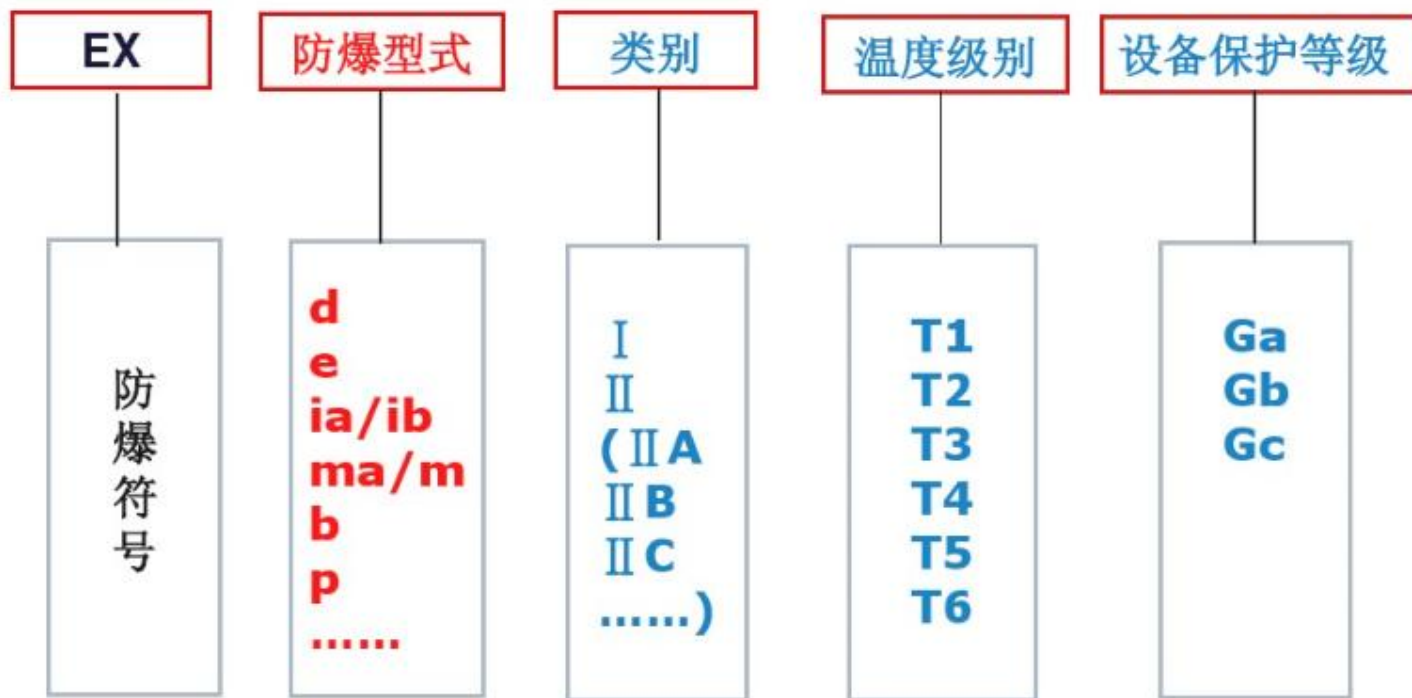 EX
防爆型式
类别
温度级别
设备保护等级
防
爆
符
号
d
e
ia/ib
ma/m
b
p
……
Ⅰ
Ⅱ
(ⅡA
ⅡB
ⅡC
……)
T1
T2
T3
T4
T5
T6
Ga
Gb
Gc